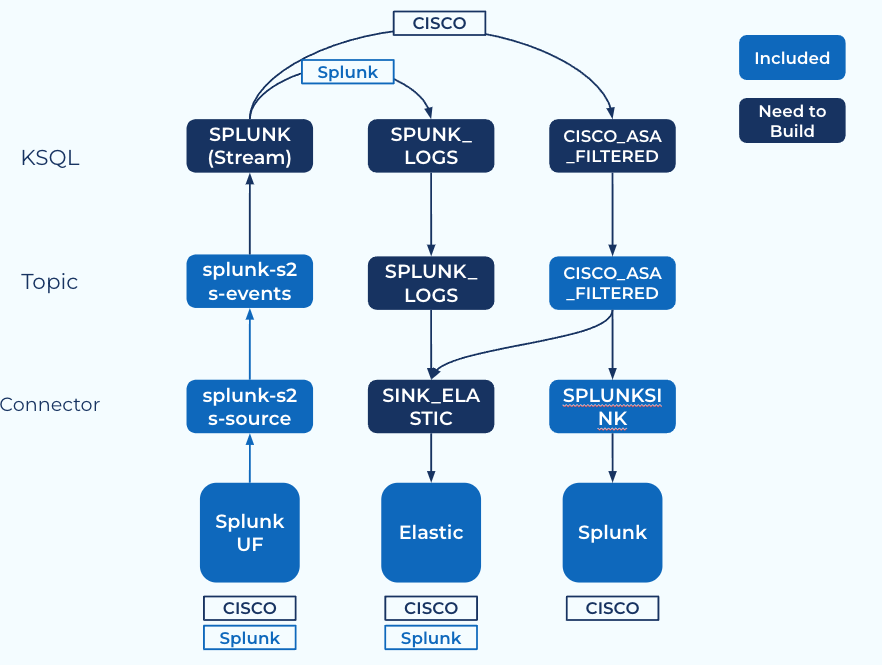 CISCO
Splunk
Included
Need to
Build
KSQL
SPLUNK
(Stream)
SPUNK_
LOGS
CISCO_ASA
_FILTERED
Topic
splunk-s2
s-events
SPLUNK_
LOGS
CISCO_ASA
_FILTERED
Connector
splunk-s2
s-source
SINK_ELA
STIC
SPLUNKSI
NK
Splunk
UF
Elastic
Splunk
CISCO
CISCO
CISCO
Splunk
Splunk